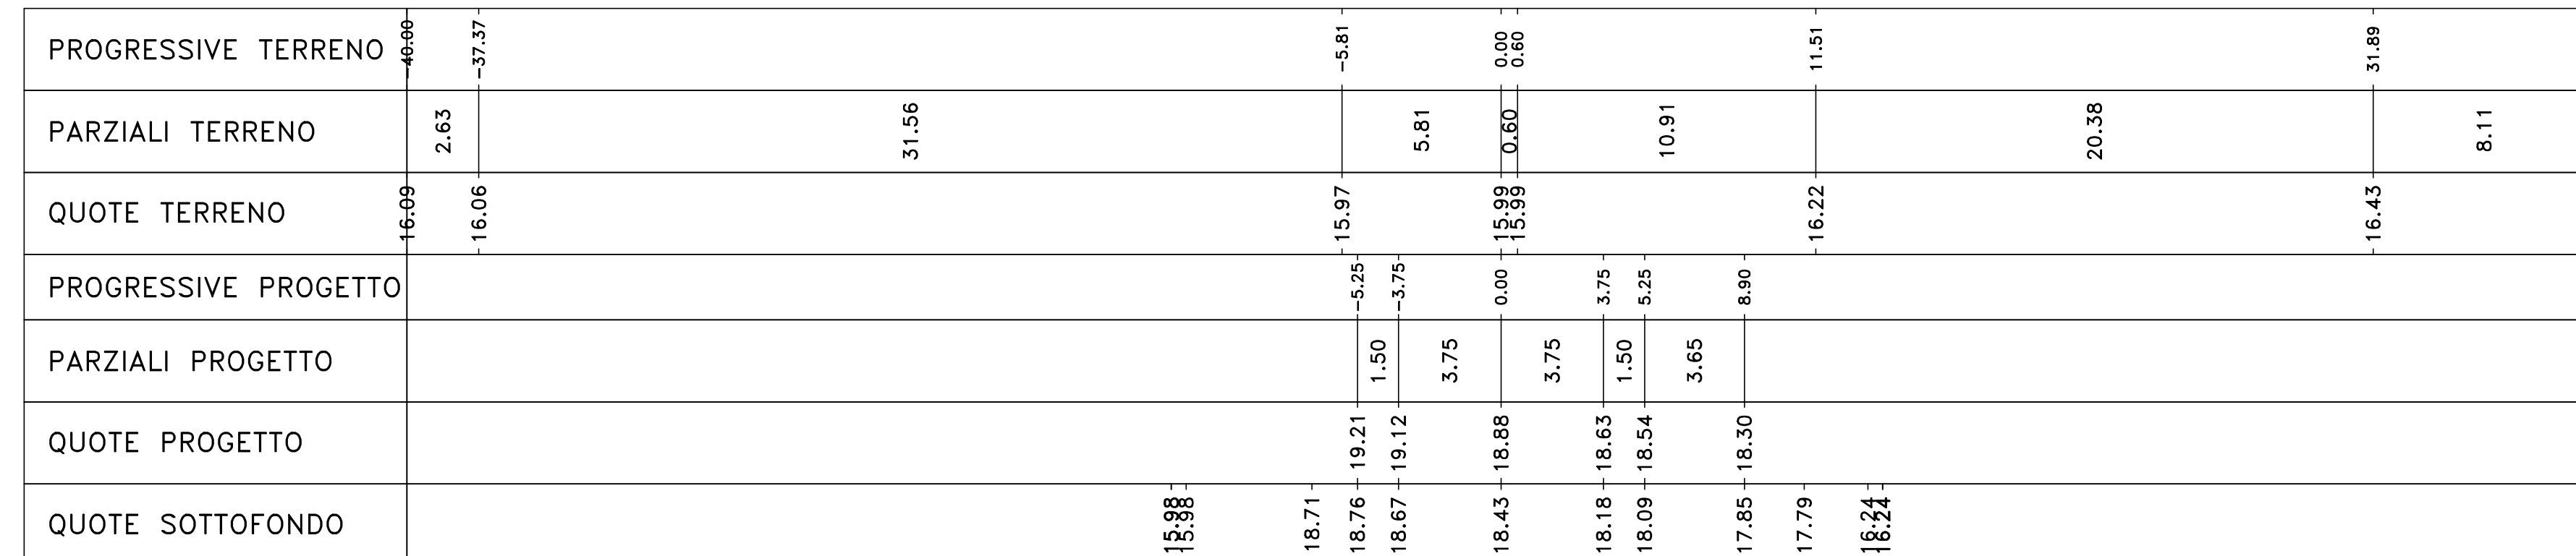 PROGRESSIVE TERRENO -40.00 -37.37 -5.81 0.00 0.60 11.51 31.89
PARZIALI TERRENO 2.63 31.56 5.81 0.60 10.91 20.38 8.11
QUOTE TERRENO 16.09 16.06 15.97 15.99 15.99 16.22 16.43
PROGRESSIVE PROGETTO -5.25 -3.75 0.00 3.75 5.25 8.90
PARZIALI PROGETTO 1.50 3.75 3.75 1.50 3.65
QUOTE PROGETTO 19.21 19.12 18.88 18.63 18.54 18.30
QUOTE SOTTOFONDO 15.98 15.98 18.71 18.76 18.67 18.43 18.18 18.09 17.85 17.79 16.24 16.24